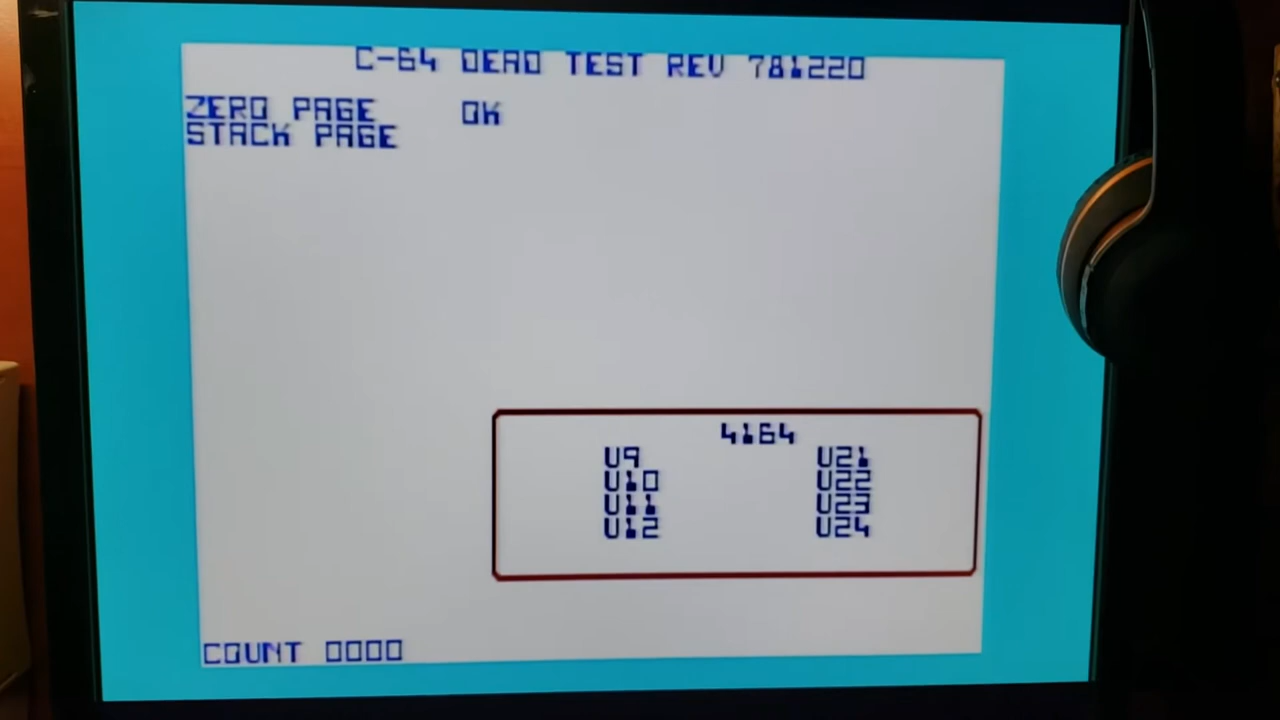 C-64 DEAD TEST REV 781220
ZERO PAGE OK
STACK PAGE
4164
U9 U21
U10 U22
U11 U23
U12 U24
COUNT 0000